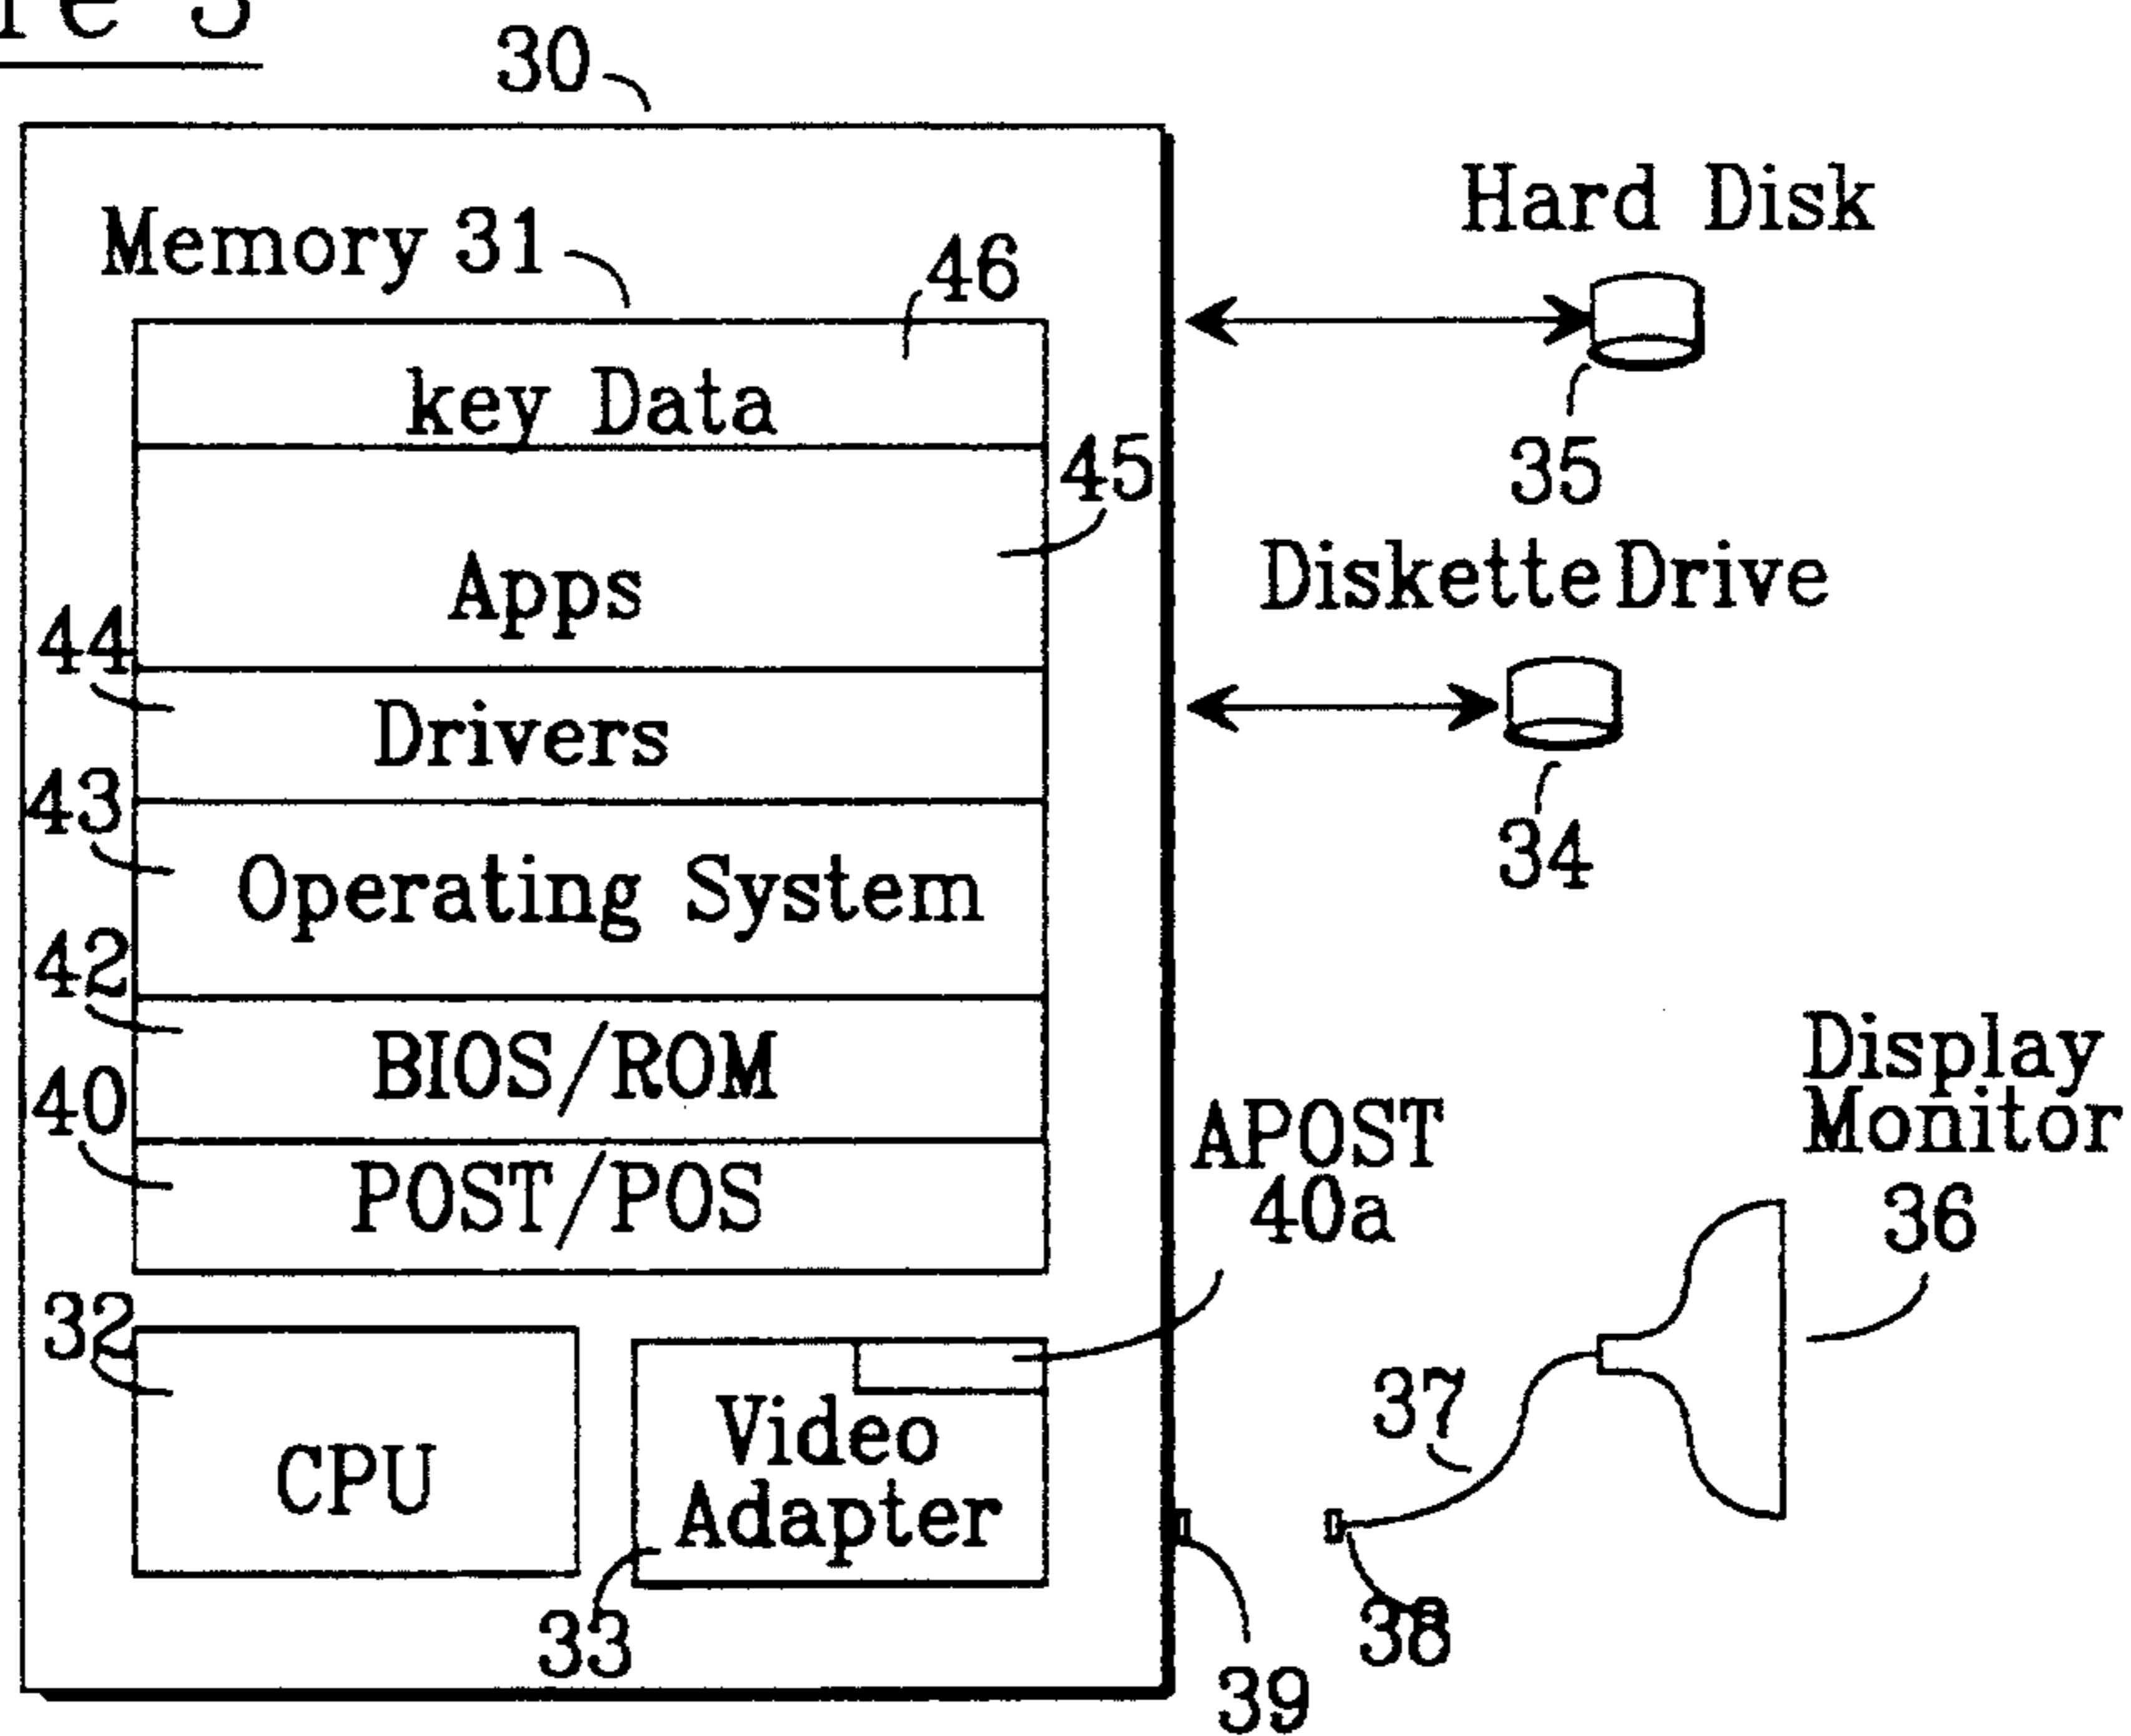 30
Memory 31
46
key Data
45
Apps
44
Drivers
43
Operating System
42
BIOS/ROM
40
POST/POS
32
CPU
Video
Adapter
33
Hard Disk
35
Diskette Drive
34
APOST
40a
Display
Monitor
36
37
38
39